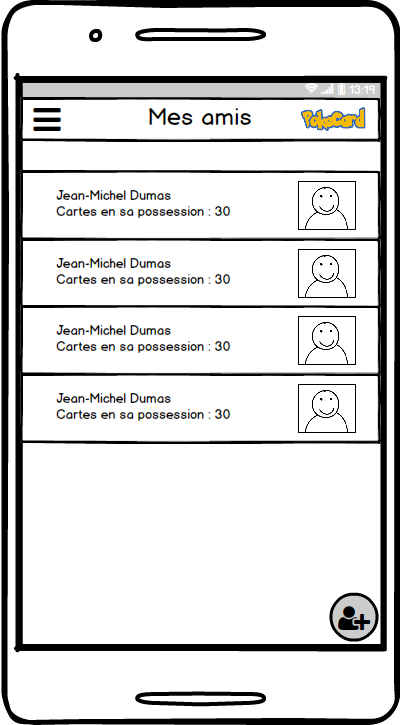 13:19
Mes amis
PokeCard
Jean-Michel Dumas
Cartes en sa possession : 30
Jean-Michel Dumas
Cartes en sa possession : 30
Jean-Michel Dumas
Cartes en sa possession : 30
Jean-Michel Dumas
Cartes en sa possession : 30